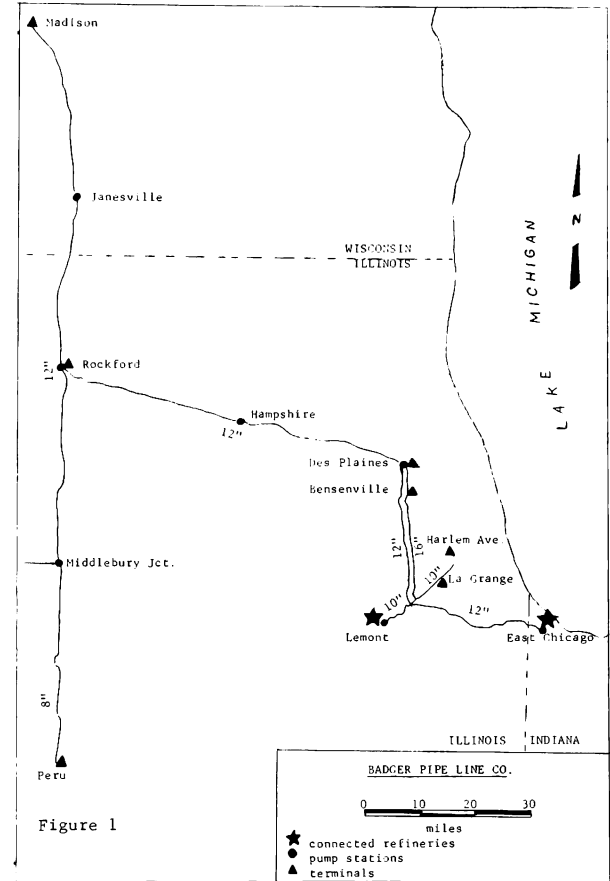 Madison
Janesville
WISCONSIN
ILLINOIS
N
LAKE MICHIGAN
12"
Rockford
Hampshire
12"
Des Plaines
Bensenville
12"
16"
Harlem Ave.
10"
La Grange
Middlebury Jct.
10"
12"
Lemont
East Chicago
8"
Peru
ILLINOIS
INDIANA
Figure 1
BADGER PIPE LINE CO.
0 10 20 30
miles
connected refineries
pump stations
terminals